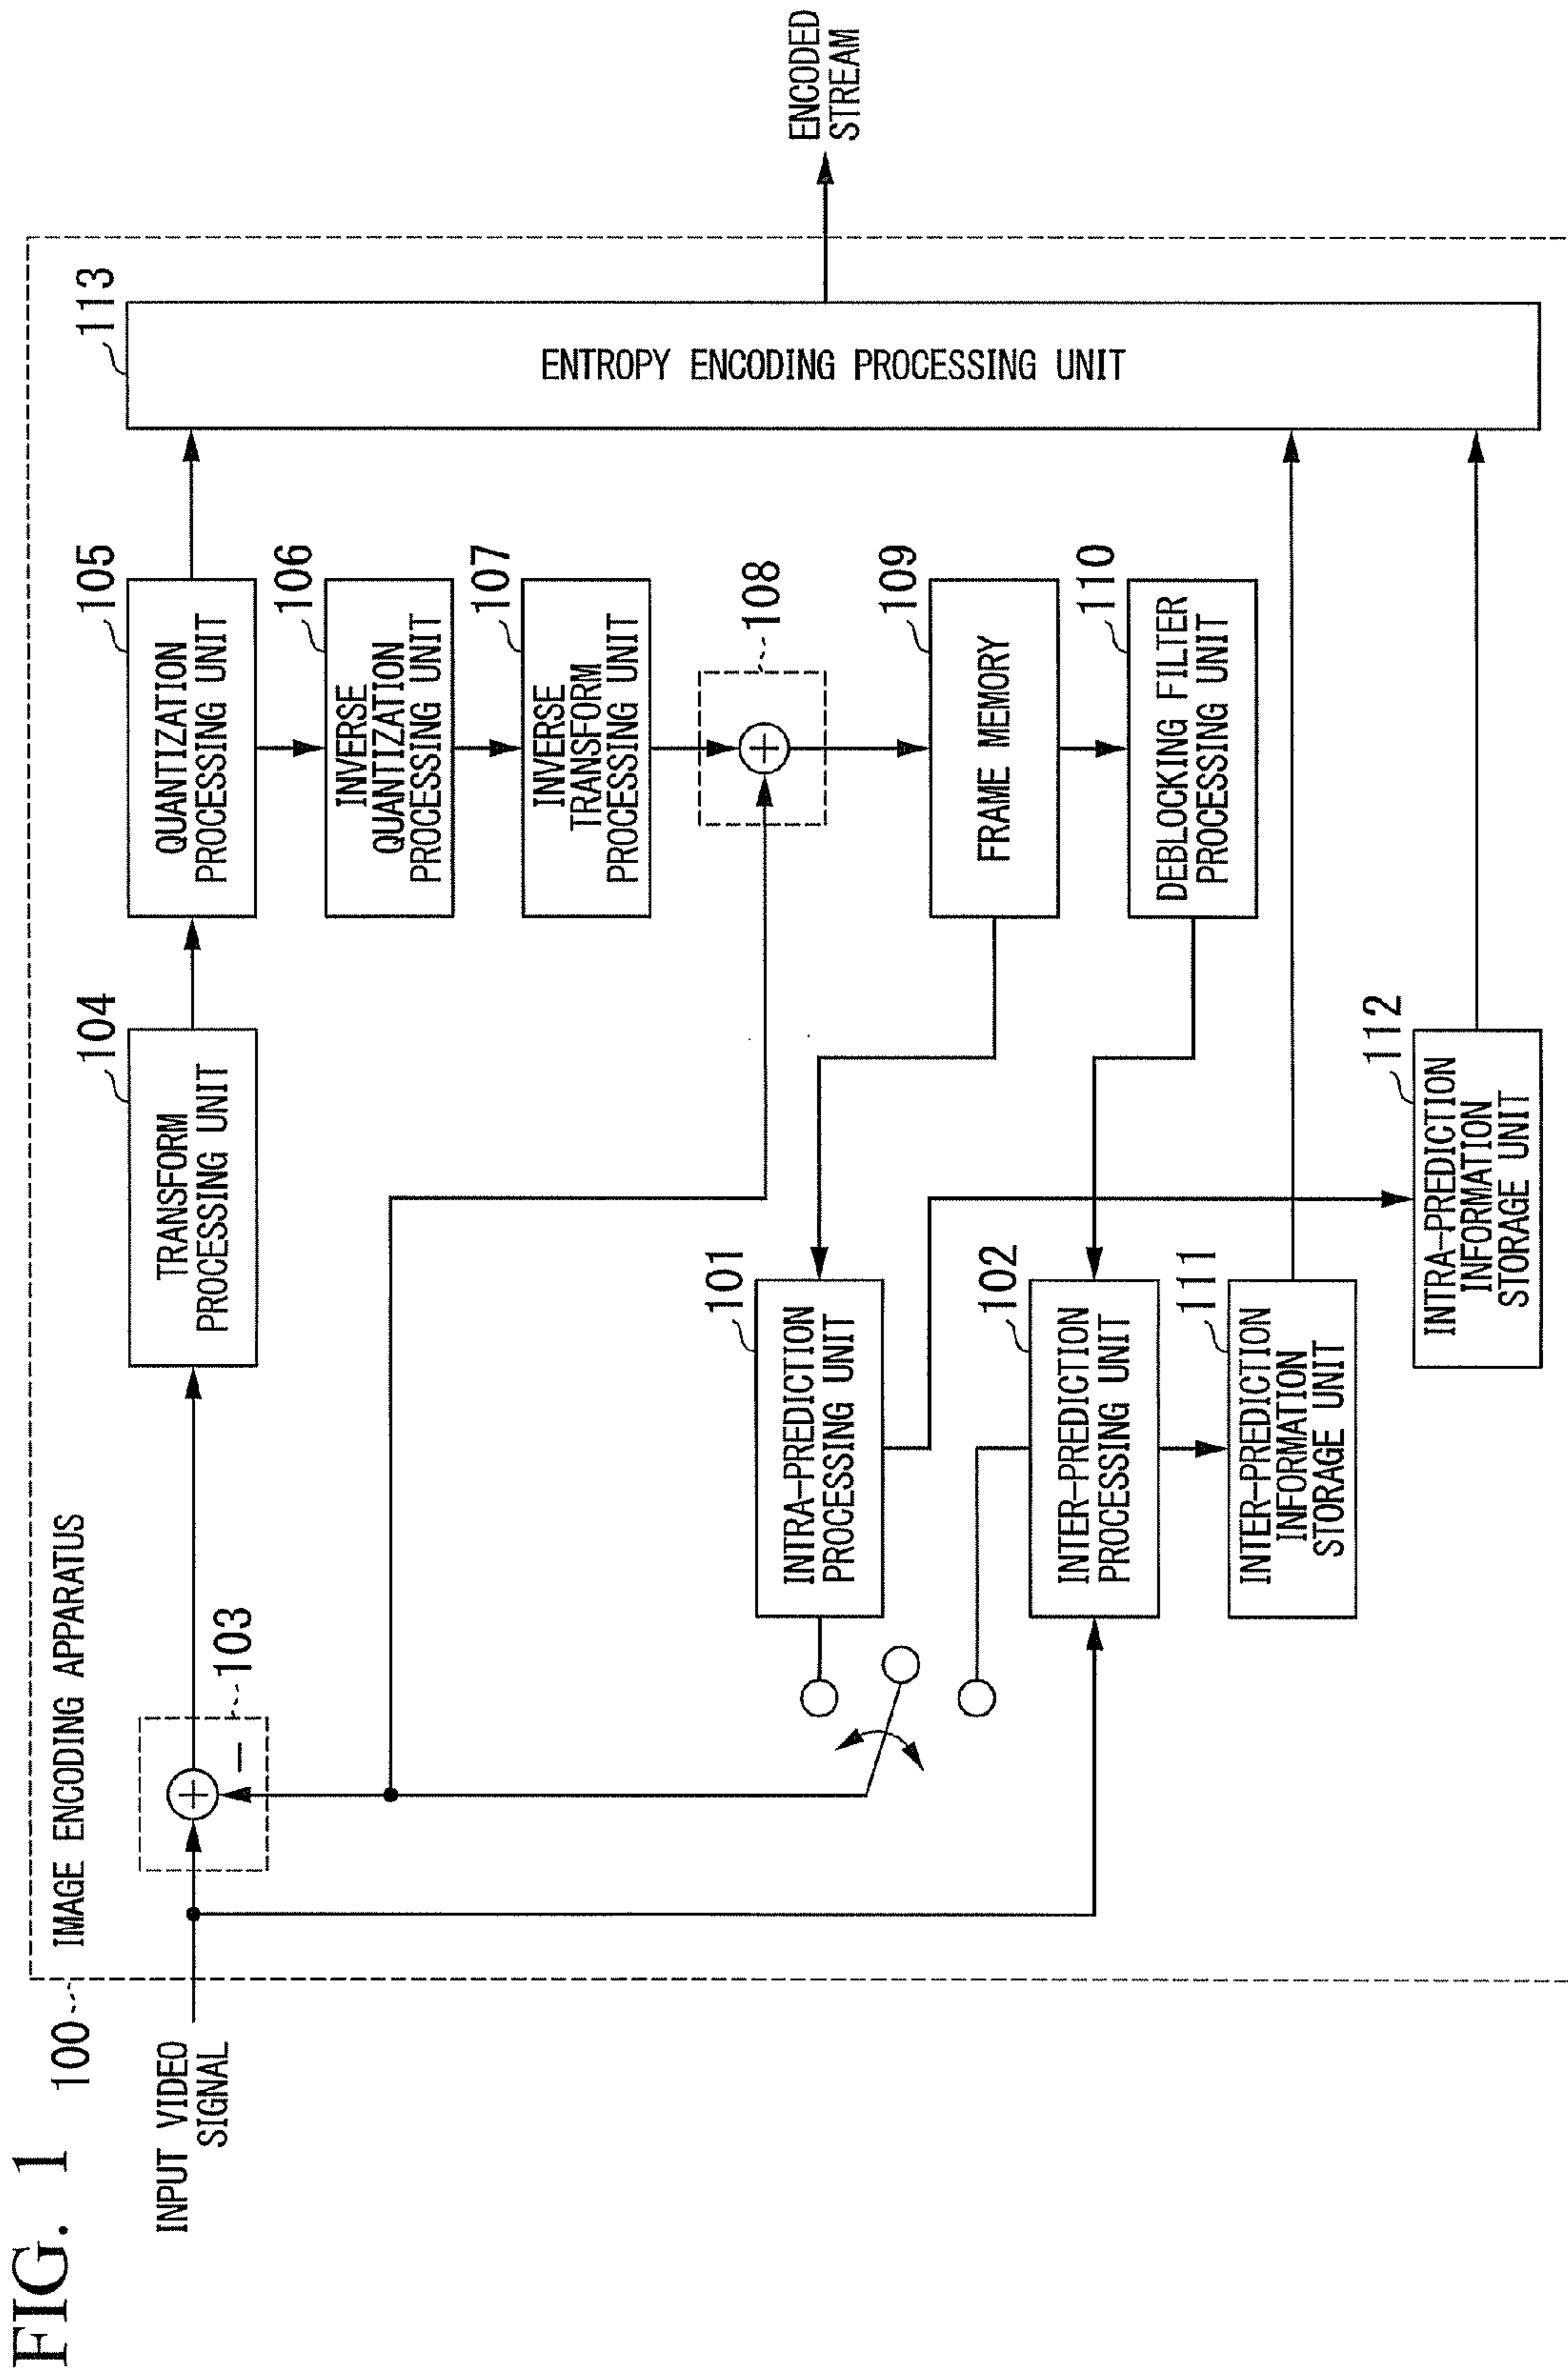 FIG. 1
100
IMAGE ENCODING APPARATUS
INPUT VIDEO
SIGNAL
103
−
104
TRANSFORM
PROCESSING UNIT
105
QUANTIZATION
PROCESSING UNIT
106
INVERSE
QUANTIZATION
PROCESSING UNIT
107
INVERSE
TRANSFORM
PROCESSING UNIT
108
109
FRAME MEMORY
110
DEBLOCKING FILTER
PROCESSING UNIT
101
INTRA-PREDICTION
PROCESSING UNIT
102
INTER-PREDICTION
PROCESSING UNIT
111
INTER-PREDICTION
INFORMATION
STORAGE UNIT
112
INTRA-PREDICTION
INFORMATION
STORAGE UNIT
113
ENTROPY ENCODING PROCESSING UNIT
ENCODED
STREAM